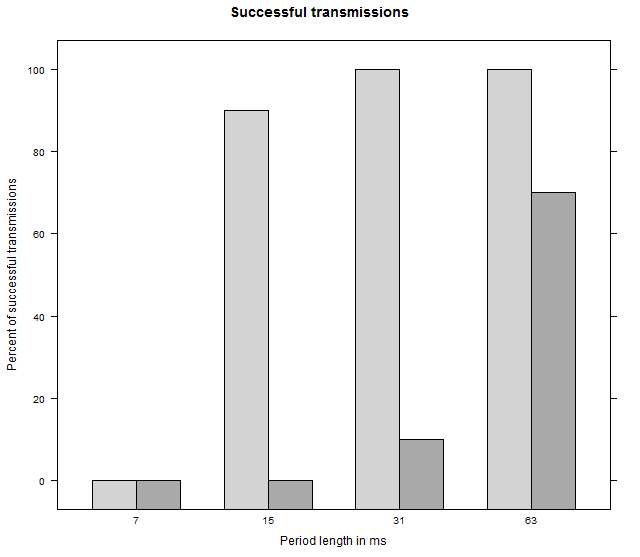 Successful transmissions
Percent of successful transmissions
100
80
60
40
20
0
7 15 31 63
Period length in ms